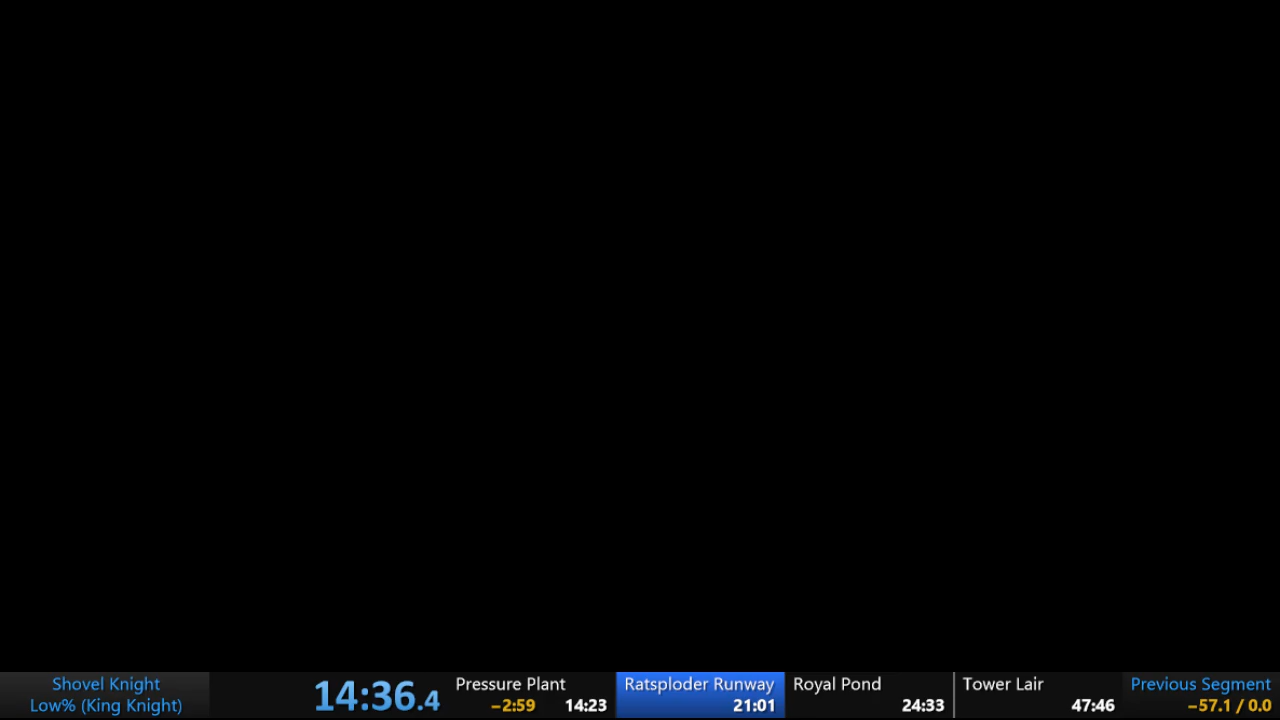 Shovel Knight
Low% (King Knight)
14:36.4
Pressure Plant
−2:59 14:23
Ratsploder Runway
21:01
Royal Pond
24:33
Tower Lair
47:46
Previous Segment
−57.1 / 0.0